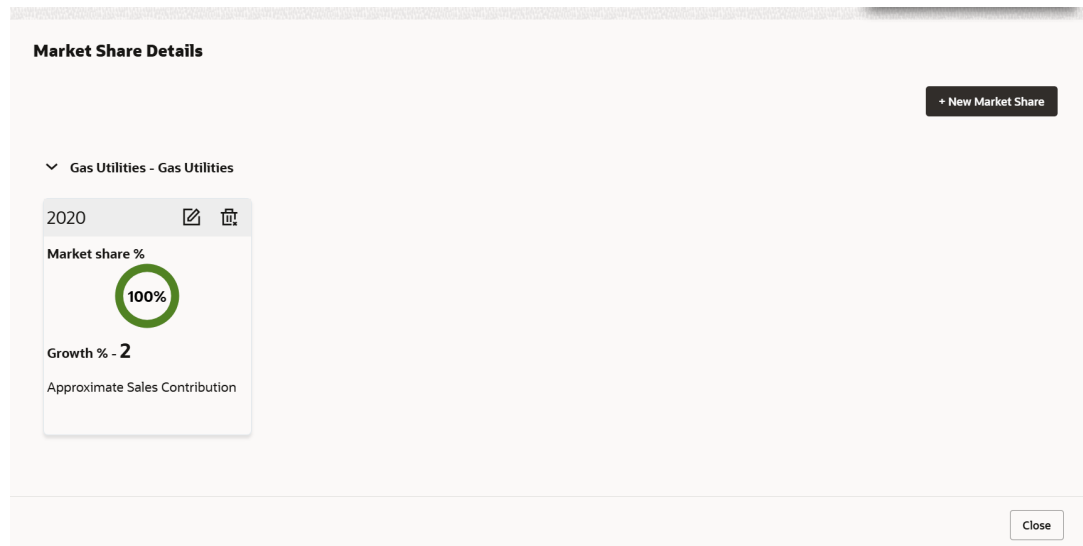 Market Share Details
+ New Market Share
Gas Utilities - Gas Utilities
2020
Market share %
100%
Growth % - 2
Approximate Sales Contribution
Close